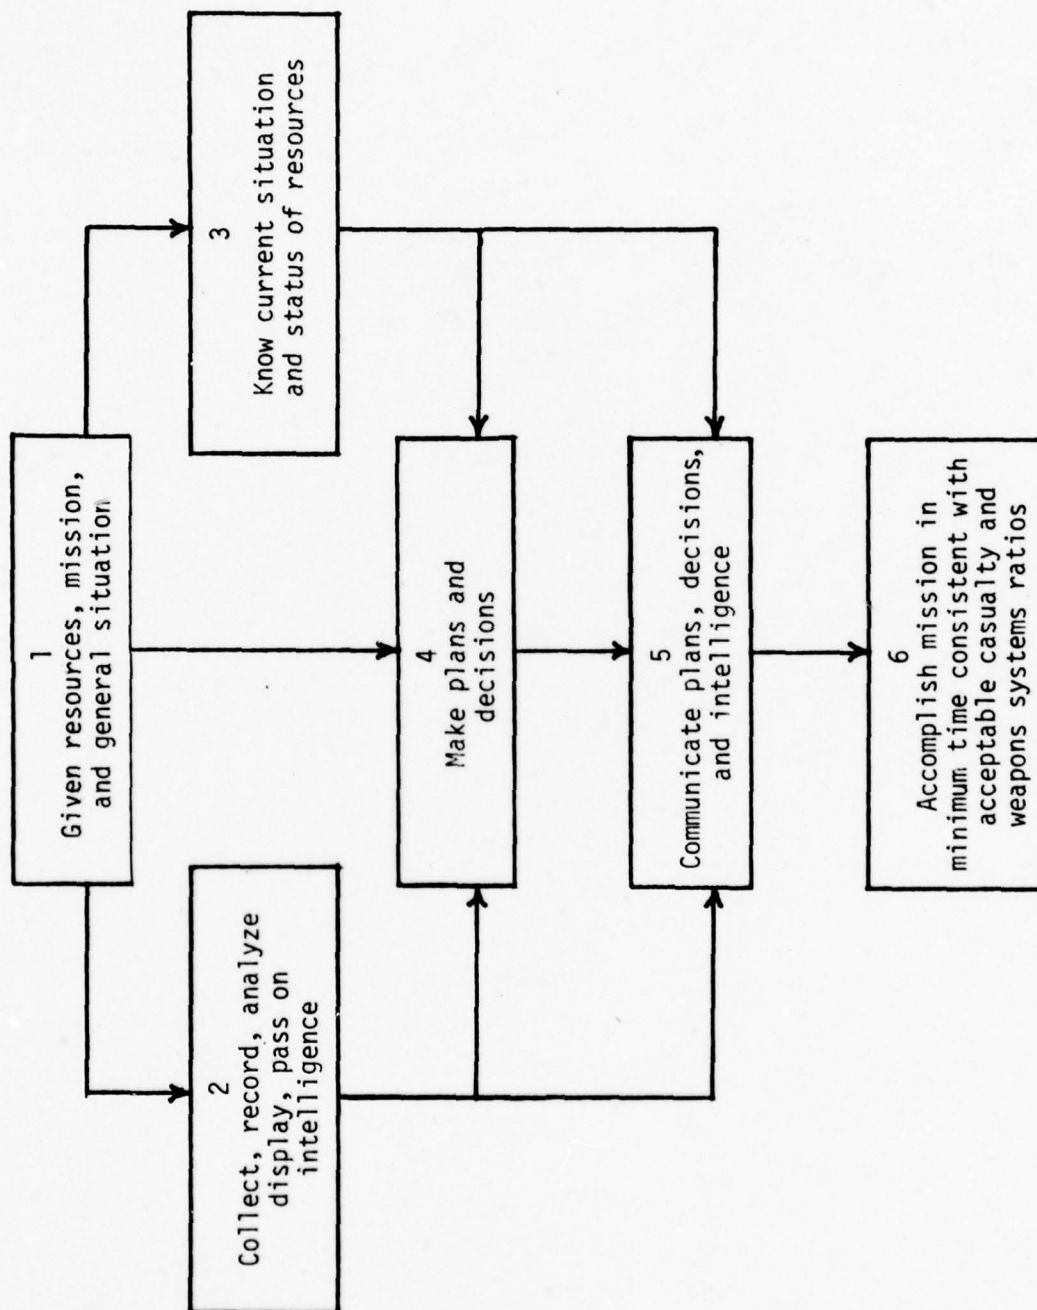 1
Given resources, mission,
and general situation
2
Collect, record, analyze
display, pass on
intelligence
3
Know current situation
and status of resources
4
Make plans and
decisions
5
Communicate plans, decisions,
and intelligence
6
Accomplish mission in
minimum time consistent with
acceptable casualty and
weapons systems ratios